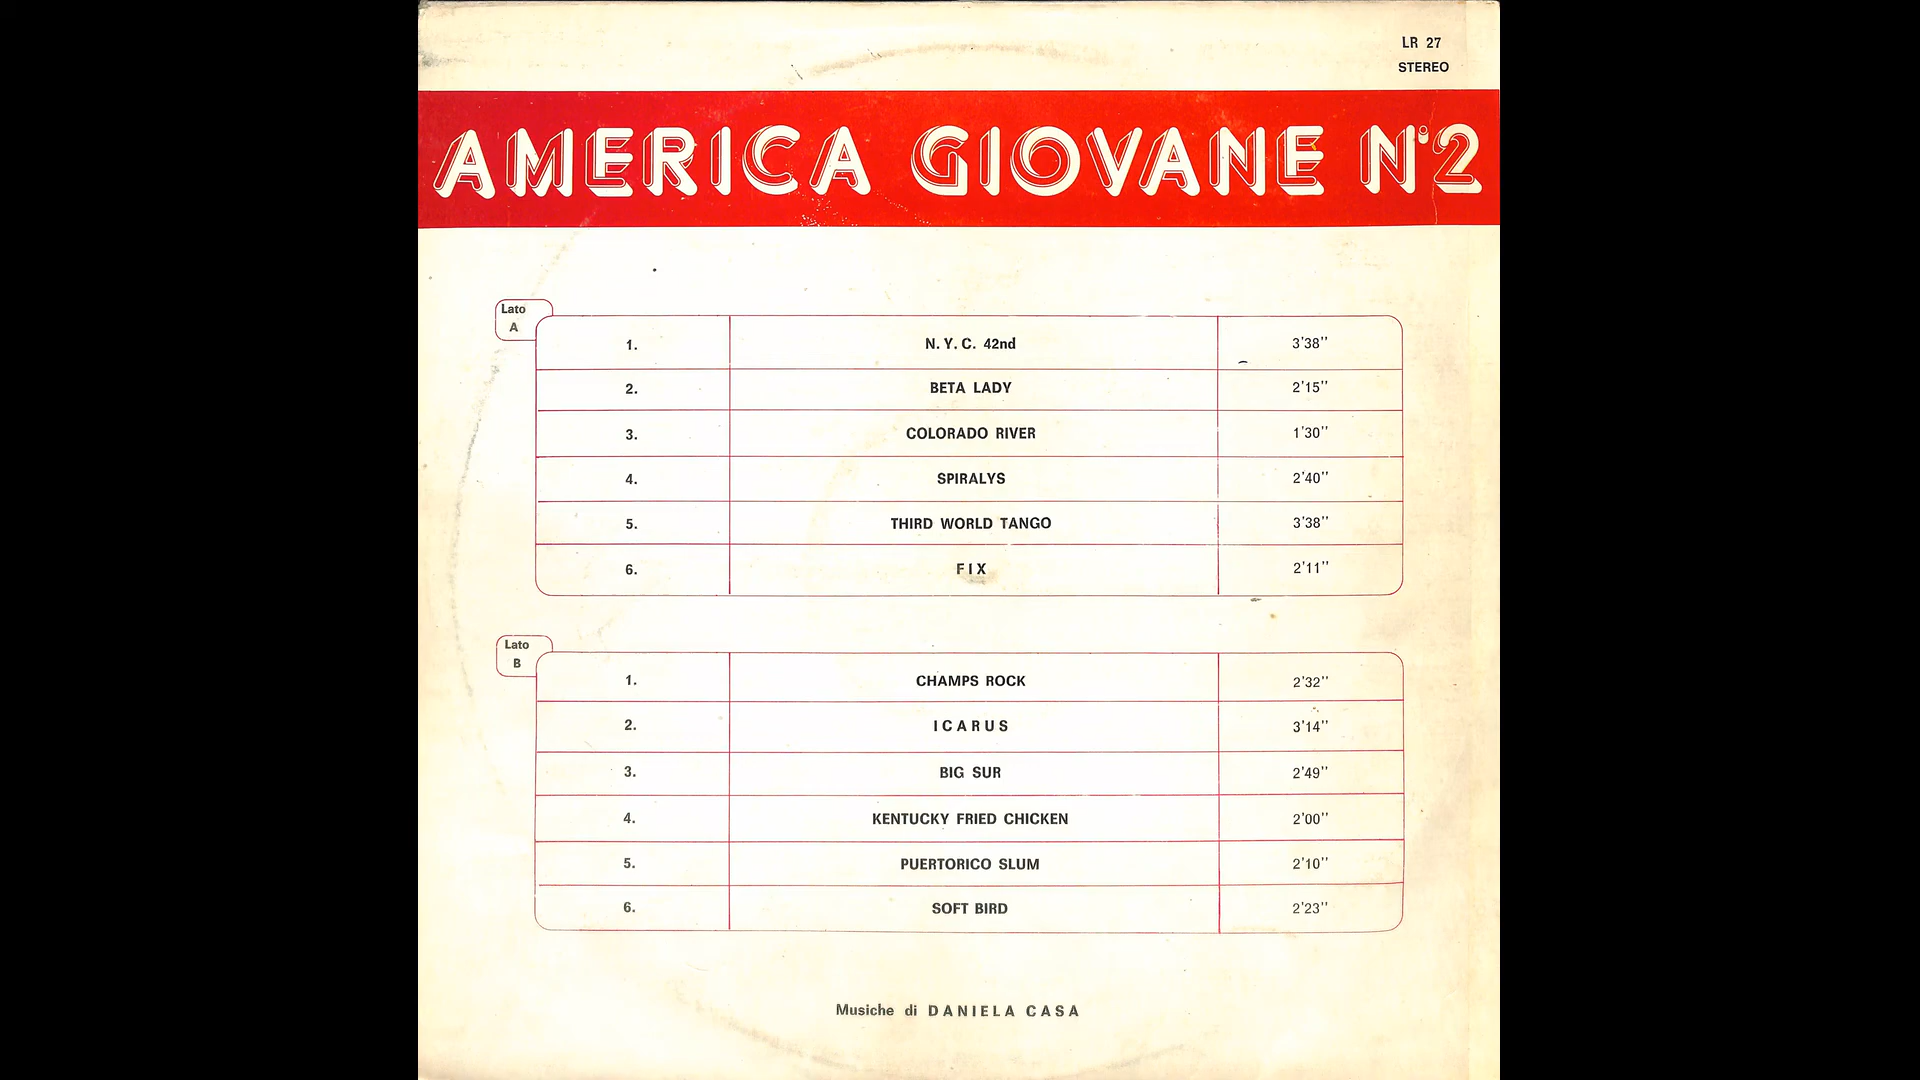 LR 27
STEREO
AMERICA GIOVANE N°2
Lato
A
1. N.Y.C. 42nd 3'38''
2. BETA LADY 2'15''
3. COLORADO RIVER 1'30''
4. SPIRALYS 2'40''
5. THIRD WORLD TANGO 3'38''
6. FIX 2'11''
Lato
B
1. CHAMPS ROCK 2'32''
2. ICARUS 3'14''
3. BIG SUR 2'49''
4. KENTUCKY FRIED CHICKEN 2'00''
5. PUERTORICO SLUM 2'10''
6. SOFT BIRD 2'23''
Musiche di DANIELA CASA